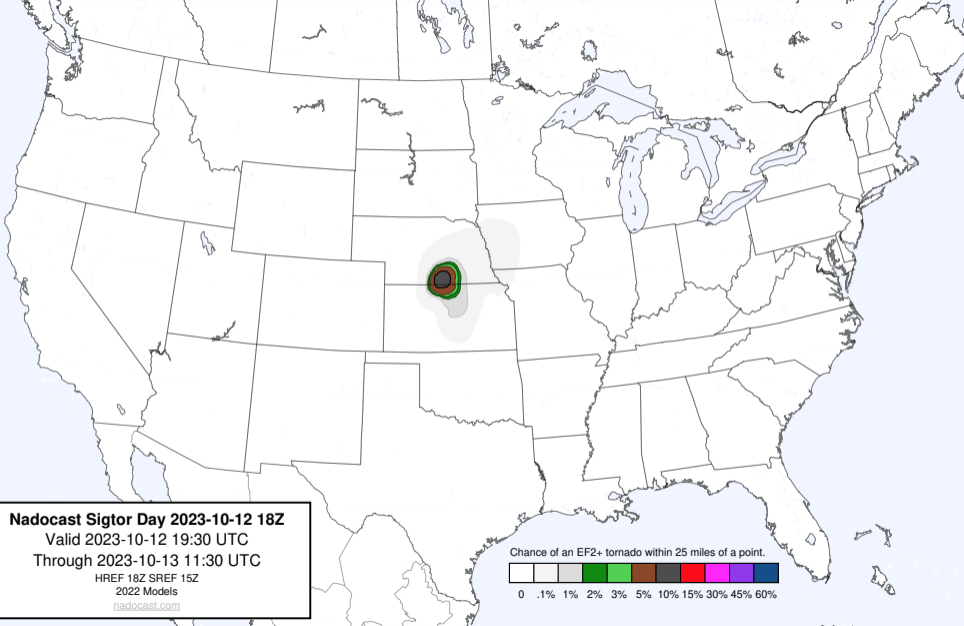 Nadocast Sigtor Day 2023-10-12 18Z
Valid 2023-10-12 19:30 UTC
Through 2023-10-13 11:30 UTC
HREF 18Z SREF 15Z
2022 Models
nadocast.com
Chance of an EF2+ tornado within 25 miles of a point.
0 .1% 1% 2% 3% 5% 10% 15% 30% 45% 60%